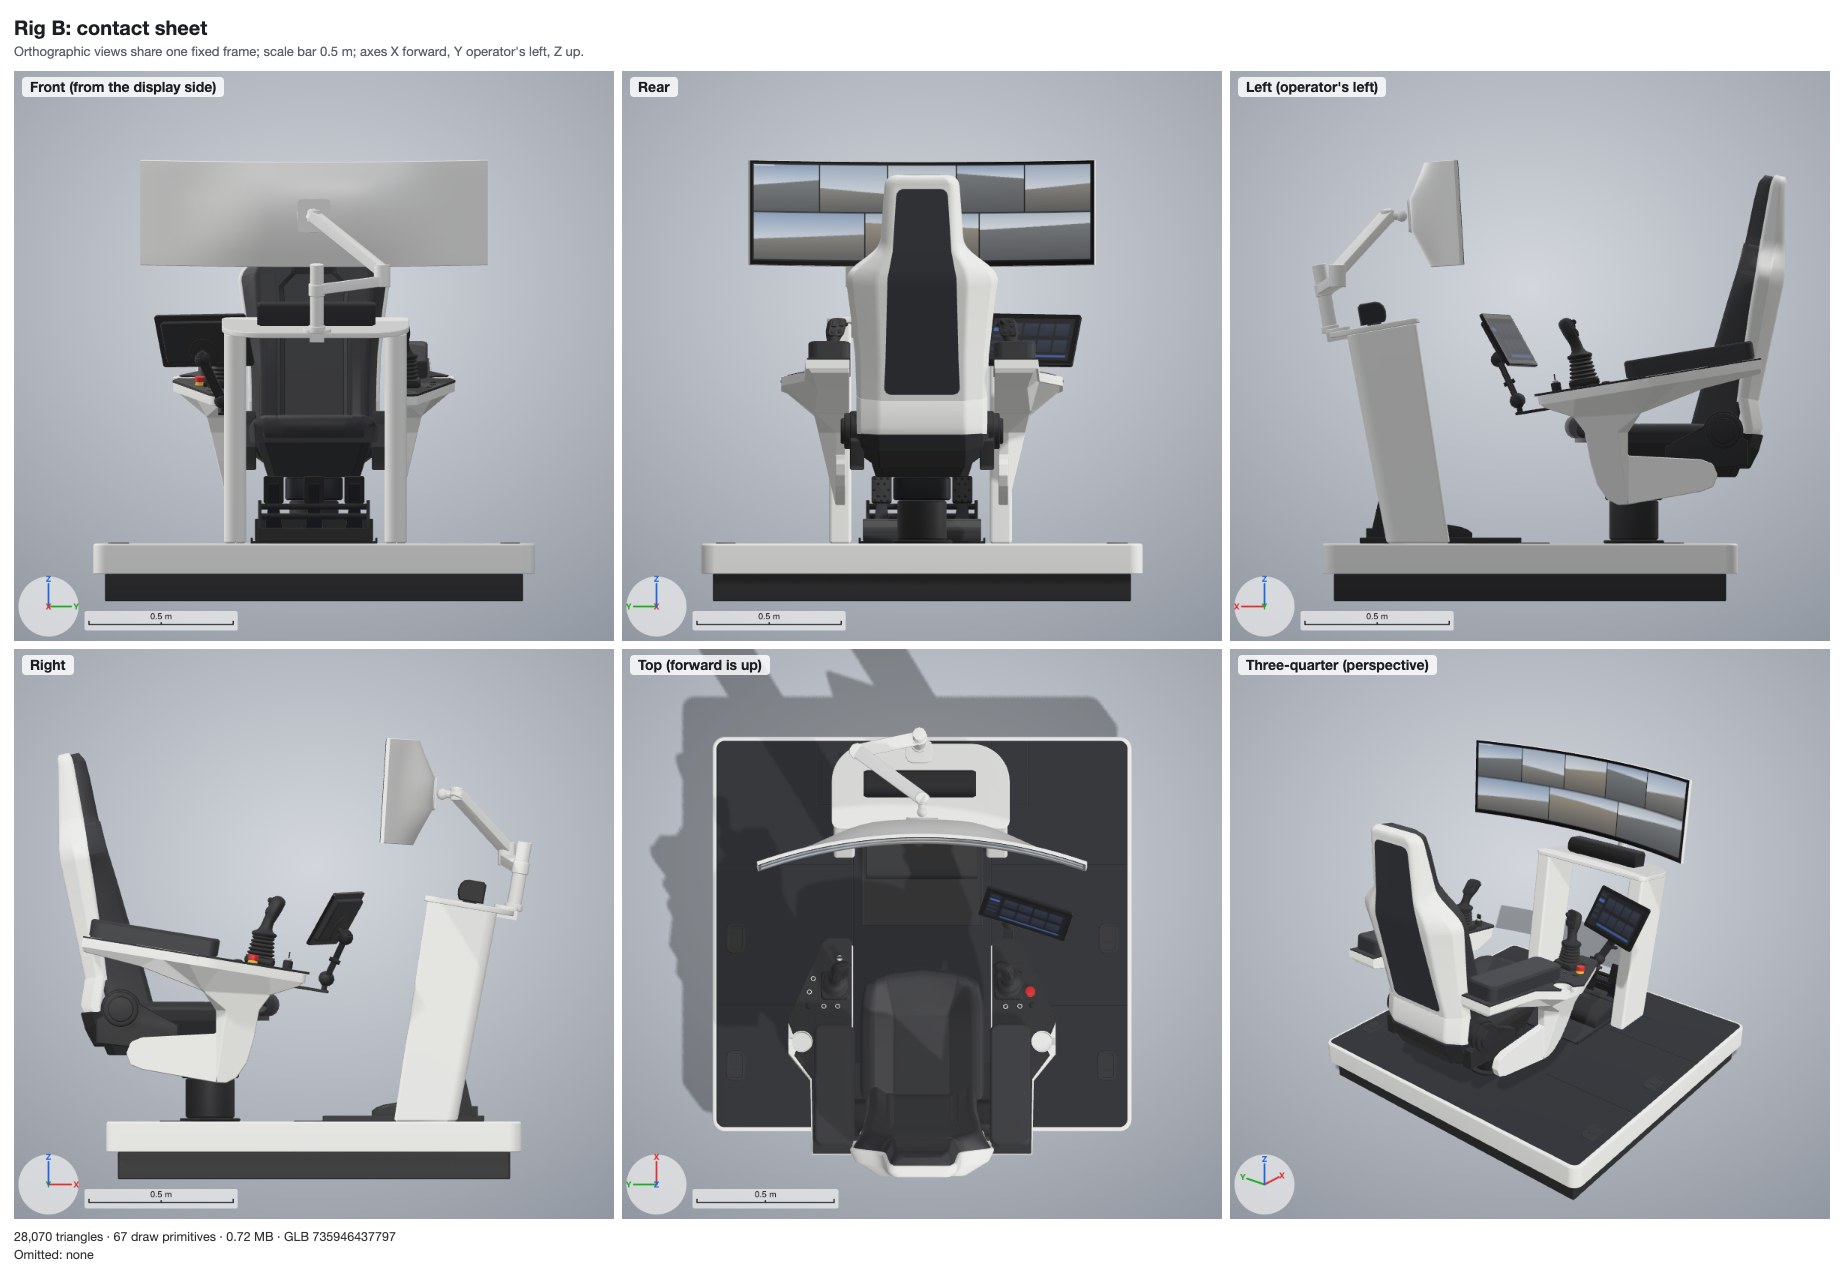 Rig B: contact sheet
Orthographic views share one fixed frame; scale bar 0.5 m; axes X forward, Y operator's left, Z up.
Front (from the display side)
Z
X
Y
0.5 m
Rear
Z
Y
X
0.5 m
Left (operator's left)
Z
X
Y
0.5 m
Right
Z
Y
X
0.5 m
Top (forward is up)
X
Y
Z
0.5 m
Three-quarter (perspective)
Z
Y
X
28,070 triangles · 67 draw primitives · 0.72 MB · GLB 735946437797
Omitted: none